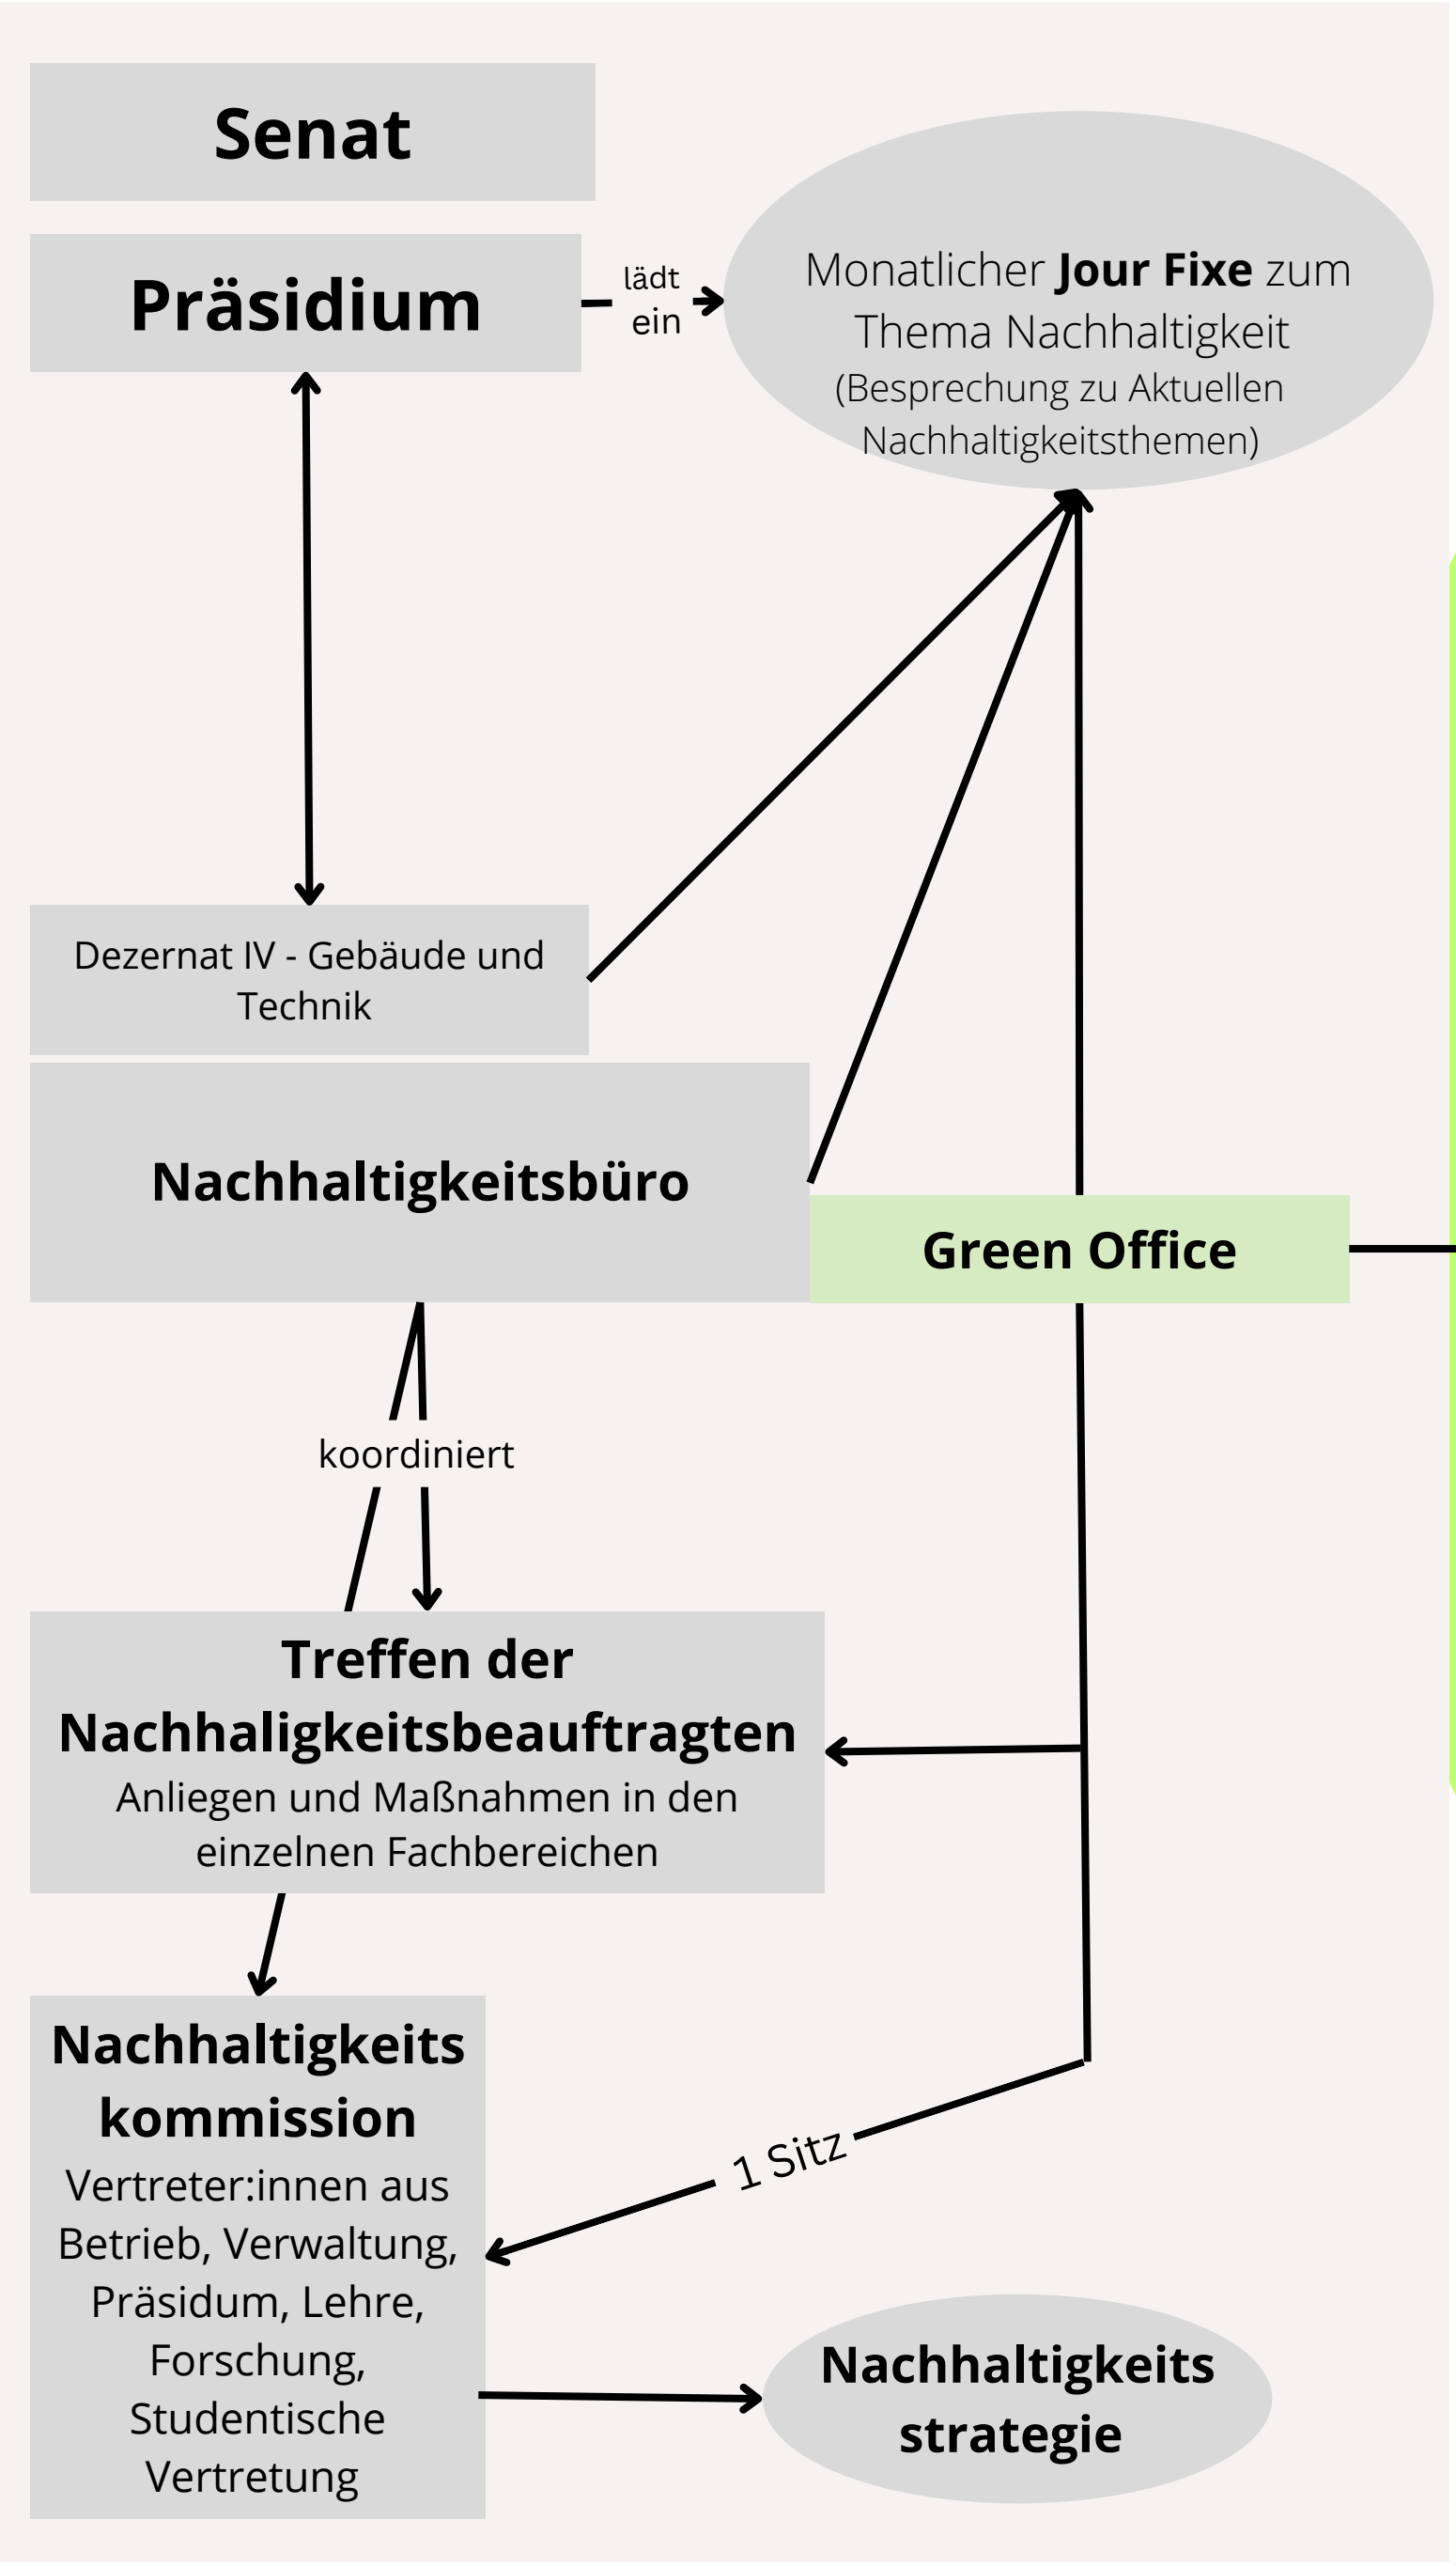 Senat
Präsidium
lädt
ein
Monatlicher Jour Fixe zum
Thema Nachhaltigkeit
(Besprechung zu Aktuellen
Nachhaltigkeitsthemen)
Dezernat IV - Gebäude und
Technik
Nachhaltigkeitsbüro
Green Office
koordiniert
Treffen der
Nachhaligkeitsbeauftragten
Anliegen und Maßnahmen in den
einzelnen Fachbereichen
Nachhaltigkeits
kommission
Vertreter:innen aus
Betrieb, Verwaltung,
Präsidum, Lehre,
Forschung,
Studentische
Vertretung
1 Sitz
Nachhaltigkeits
strategie